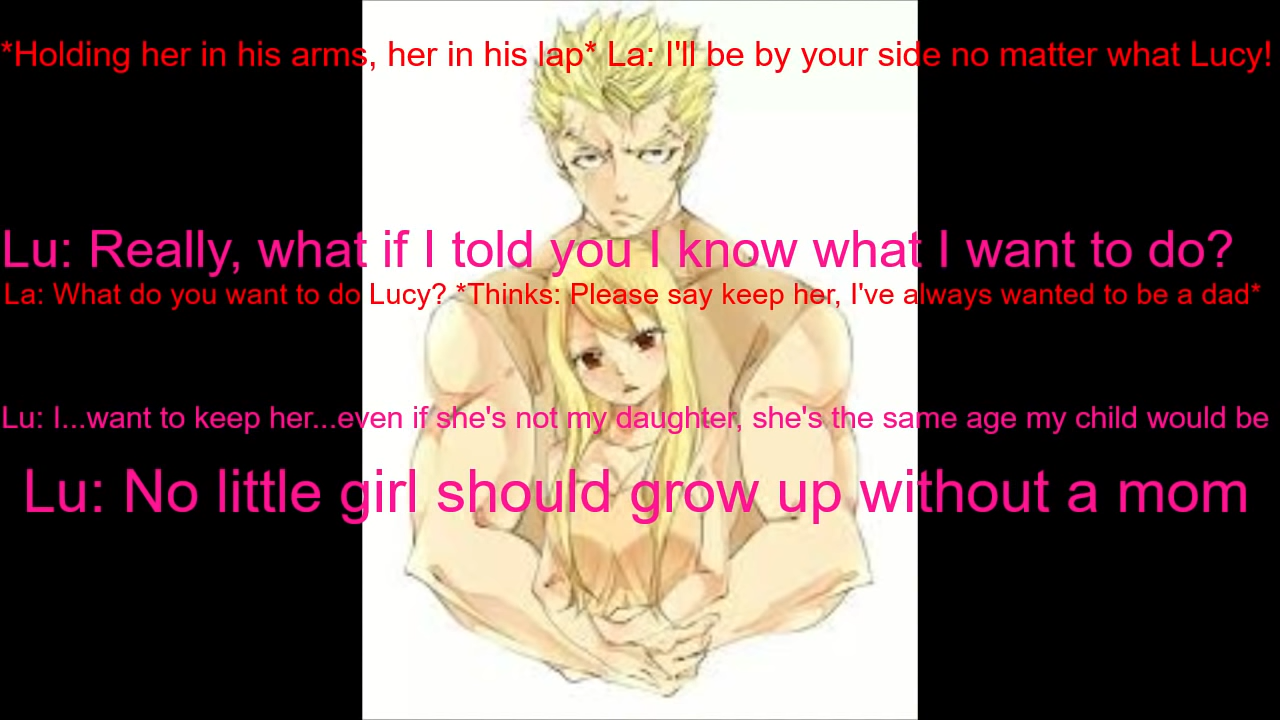 *Holding her in his arms, her in his lap* La: I'll be by your side no matter what Lucy!
Lu: Really, what if I told you I know what I want to do?
La: What do you want to do Lucy? *Thinks: Please say keep her, I've always wanted to be a dad*
Lu: I...want to keep her...even if she's not my daughter, she's the same age my child would be
Lu: No little girl should grow up without a mom